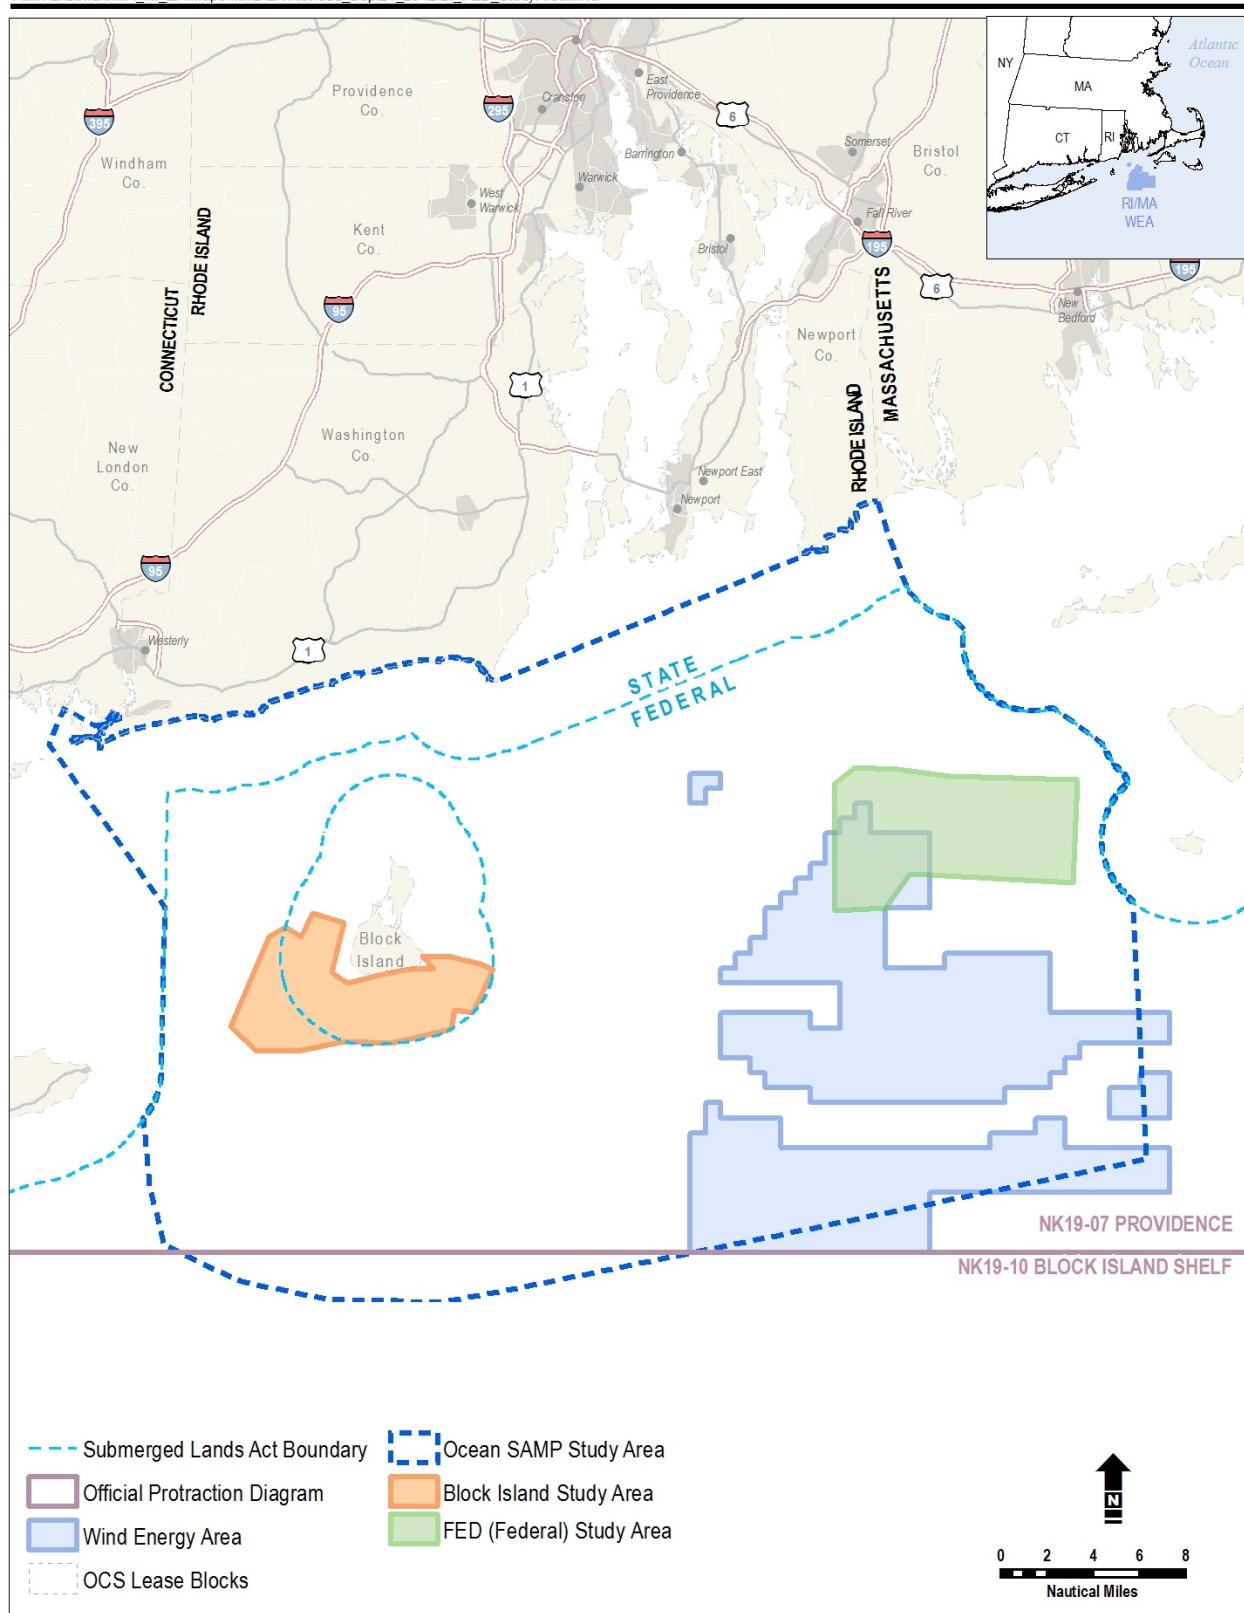 Atlantic
Ocean
NY
MA
CT
RI
RI/MA
WEA
395
Providence
Co.
295
Cranston
East
Providence
6
Somerset
Bristol
Co.
Windham
Co.
Barrington
West
Warwick
Warwick
Fall River
Kent
Co.
Bristol
195
195
6
New
Bedford
CONNECTICUT
RHODE ISLAND
95
Newport
Co.
MASSACHUSETTS
RHODE ISLAND
1
Washington
Co.
New
London
Co.
Newport East
Newport
95
Westerly
1
STATE
FEDERAL
Block
Island
NK19-07 PROVIDENCE
NK19-10 BLOCK ISLAND SHELF
Submerged Lands Act Boundary
Official Protraction Diagram
Wind Energy Area
OCS Lease Blocks
Ocean SAMP Study Area
Block Island Study Area
FED (Federal) Study Area
N
0 2 4 6 8
Nautical Miles